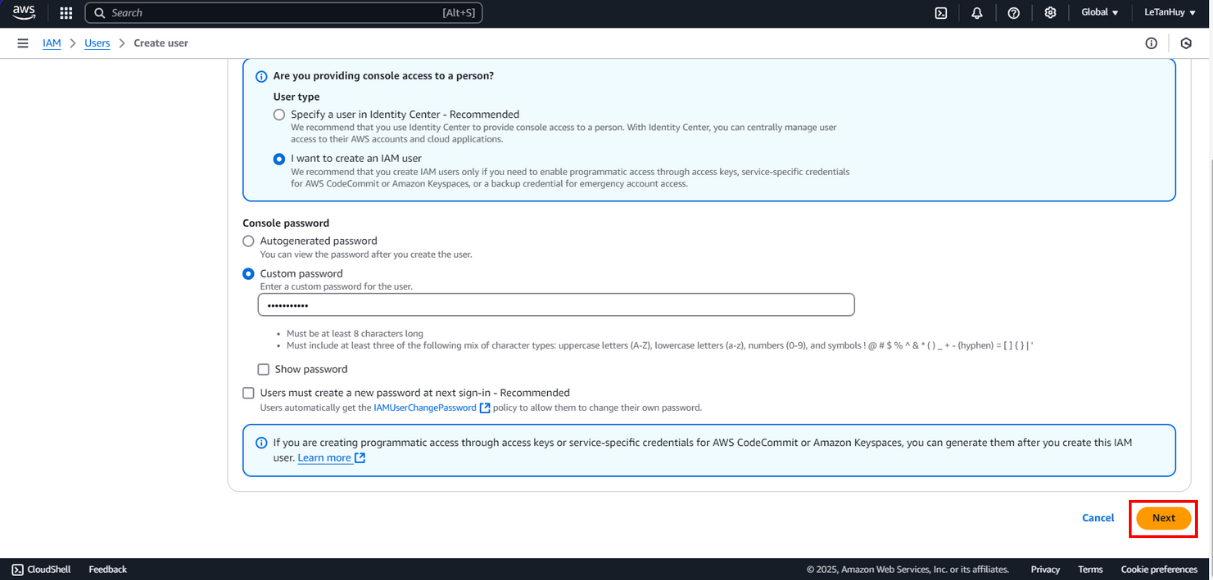 aws
Search
[Alt+S]
Global
LeTanHuy
IAM > Users > Create user
Are you providing console access to a person?
User type
Specify a user in Identity Center - Recommended
We recommend that you use Identity Center to provide console access to a person. With Identity Center, you can centrally manage user
access to their AWS accounts and cloud applications.
I want to create an IAM user
We recommend that you create IAM users only if you need to enable programmatic access through access keys, service-specific credentials
for AWS CodeCommit or Amazon Keyspaces, or a backup credential for emergency account access.
Console password
Autogenerated password
You can view the password after you create the user.
Custom password
Enter a custom password for the user.
•••••••••••
• Must be at least 8 characters long
• Must include at least three of the following mix of character types: uppercase letters (A-Z), lowercase letters (a-z), numbers (0-9), and symbols ! @ # $ % ^ & * ( ) _ + - (hyphen) = [ ] { } | '
Show password
Users must create a new password at next sign-in - Recommended
Users automatically get the IAMUserChangePassword policy to allow them to change their own password.
If you are creating programmatic access through access keys or service-specific credentials for AWS CodeCommit or Amazon Keyspaces, you can generate them after you create this IAM
user. Learn more
Cancel
Next
CloudShell
Feedback
© 2025, Amazon Web Services, Inc. or its affiliates.
Privacy
Terms
Cookie preferences